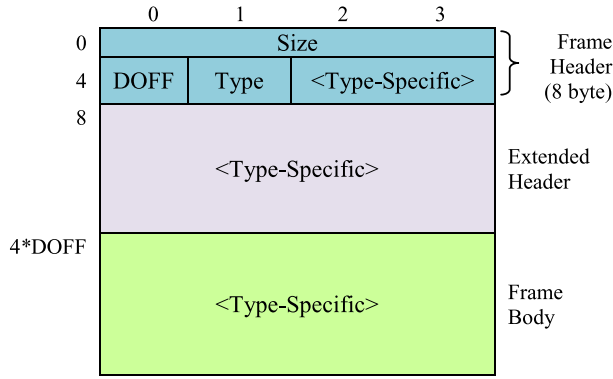 0 1 2 3
0 Size
4 DOFF Type <Type-Specific>
Frame
Header
(8 byte)
8
<Type-Specific>
Extended
Header
4*DOFF
<Type-Specific>
Frame
Body